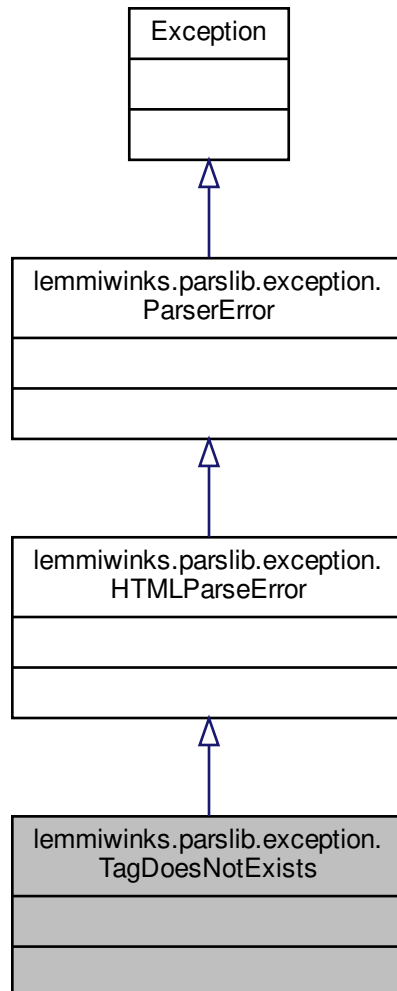 Exception
lemmiwinks.parslib.exception.
ParserError
lemmiwinks.parslib.exception.
HTMLParseError
lemmiwinks.parslib.exception.
TagDoesNotExists